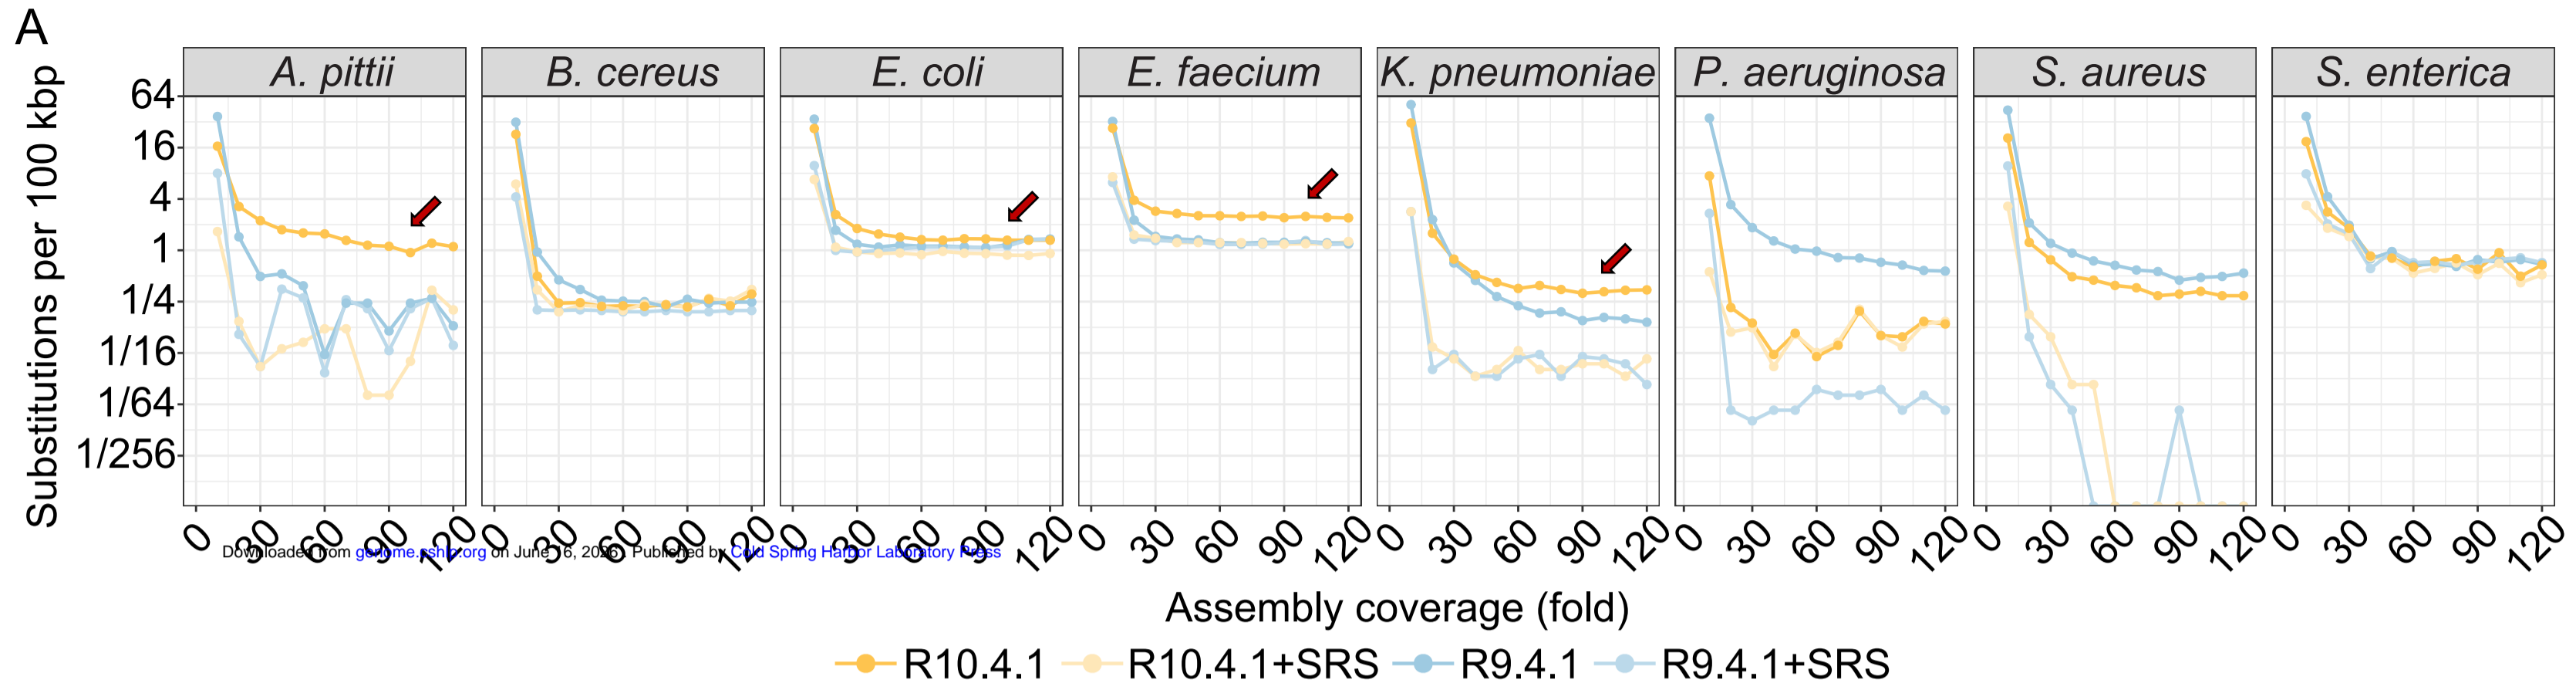 A
A. pittii B. cereus E. coli E. faecium K. pneumoniae P. aeruginosa S. aureus S. enterica
Substitutions per 100 kbp
64
16
4
1
1/4
1/16
1/64
1/256
0 30 60 90 120 0 30 60 90 120 0 30 60 90 120 0 30 60 90 120 0 30 60 90 120 0 30 60 90 120 0 30 60 90 120 0 30 60 90 120
Downloaded from genome.cshlp.org on June 16, 2026 . Published by Cold Spring Harbor Laboratory Press
Assembly coverage (fold)
R10.4.1 R10.4.1+SRS R9.4.1 R9.4.1+SRS